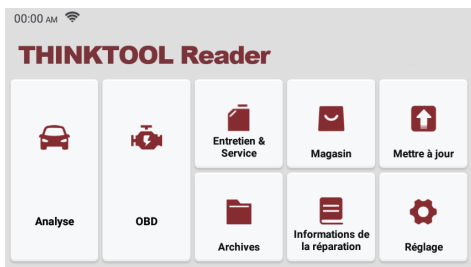 00:00 AM
THINKTOOL Reader
Analyse
OBD
Entretien &
Service
Magasin
Mettre à jour
Archives
Informations de
la réparation
Réglage